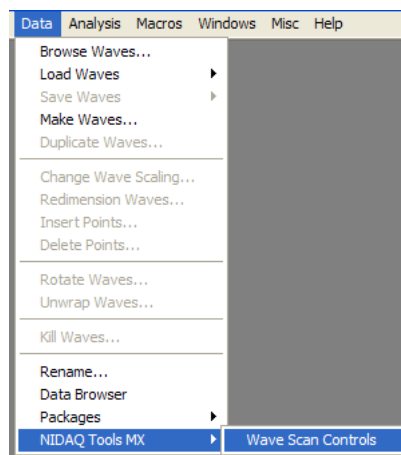 Data Analysis Macros Windows Misc Help
Browse Waves...
Load Waves
Save Waves
Make Waves...
Duplicate Waves...
Change Wave Scaling...
Redimension Waves...
Insert Points...
Delete Points...
Rotate Waves...
Unwrap Waves...
Kill Waves...
Rename...
Data Browser
Packages
NIDAQ Tools MX Wave Scan Controls